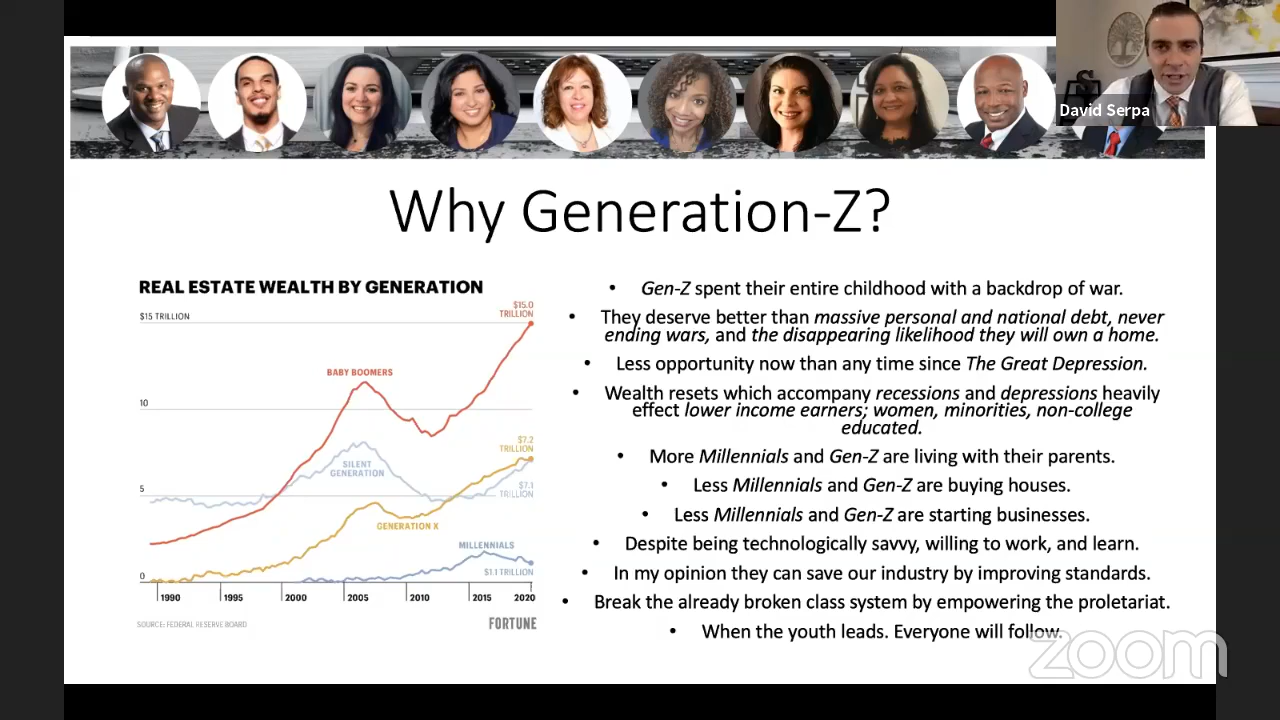 David Serpa
Why Generation-Z?
REAL ESTATE WEALTH BY GENERATION
$15 TRILLION
$15.0
TRILLION
BABY BOOMERS
10
$7.2
TRILLION
SILENT
GENERATION
5
$7.1
TRILLION
GENERATION X
MILLENNIALS
$1.1 TRILLION
0
1990 1995 2000 2005 2010 2015 2020
SOURCE: FEDERAL RESERVE BOARD
FORTUNE
• Gen-Z spent their entire childhood with a backdrop of war.
• They deserve better than massive personal and national debt, never
ending wars, and the disappearing likelihood they will own a home.
• Less opportunity now than any time since The Great Depression.
• Wealth resets which accompany recessions and depressions heavily
effect lower income earners; women, minorities, non-college
educated.
• More Millennials and Gen-Z are living with their parents.
• Less Millennials and Gen-Z are buying houses.
• Less Millennials and Gen-Z are starting businesses.
• Despite being technologically savvy, willing to work, and learn.
• In my opinion they can save our industry by improving standards.
• Break the already broken class system by empowering the proletariat.
• When the youth leads. Everyone will follow.
zoom